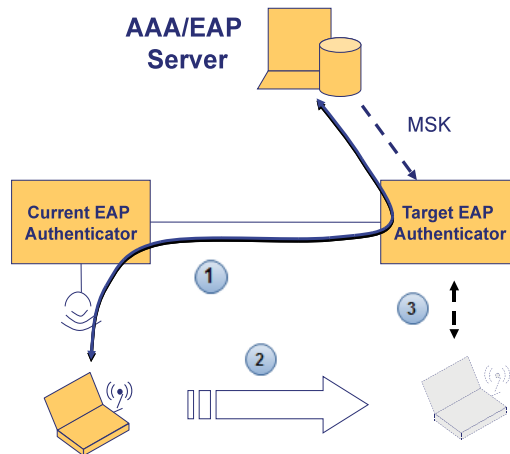 AAA/EAP
Server
MSK
Current EAP
Authenticator
Target EAP
Authenticator
1
3
2